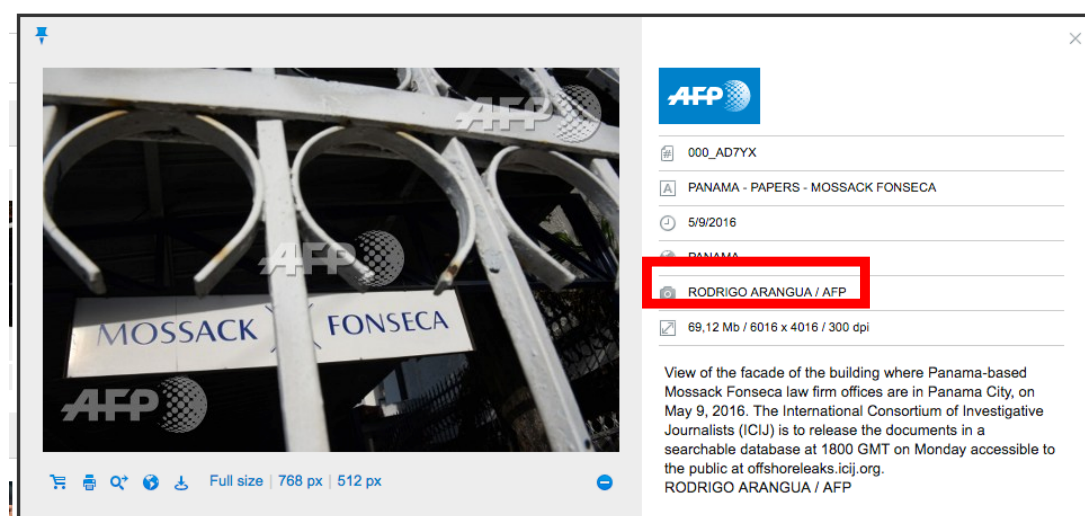 AFP
AFP
MOSSACK FONSECA
AFP
Full size | 768 px | 512 px
AFP
000_AD7YX
PANAMA - PAPERS - MOSSACK FONSECA
5/9/2016
PANAMA
RODRIGO ARANGUA / AFP
69,12 Mb / 6016 x 4016 / 300 dpi
View of the facade of the building where Panama-based
Mossack Fonseca law firm offices are in Panama City, on
May 9, 2016. The International Consortium of Investigative
Journalists (ICIJ) is to release the documents in a
searchable database at 1800 GMT on Monday accessible to
the public at offshoreleaks.icij.org.
RODRIGO ARANGUA / AFP